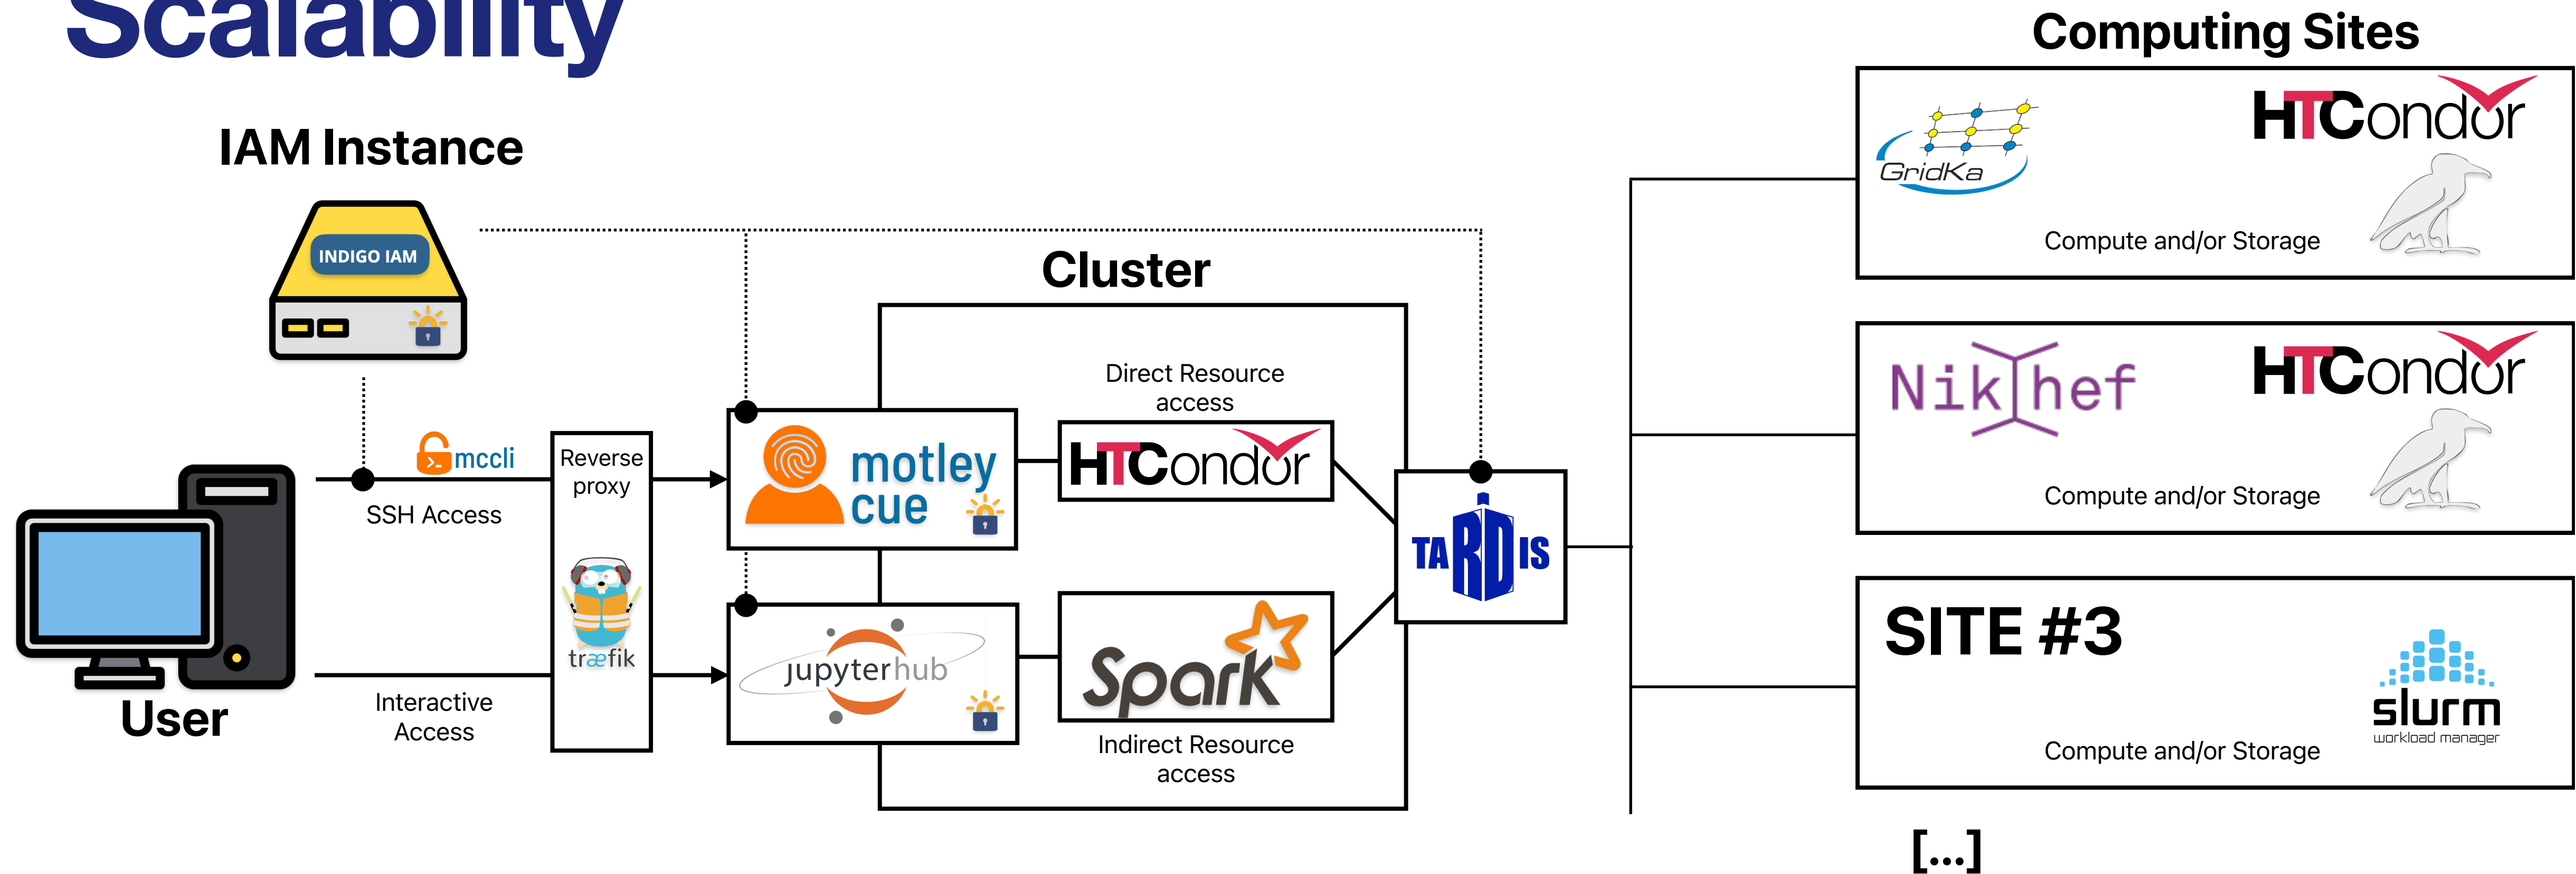 Scalability
Computing Sites
IAM Instance
INDIGO IAM
Cluster
mccli
SSH Access
Reverse
proxy
træfik
Interactive
Access
User
motley
cue
jupyterhub
Direct Resource
access
HTCondor
Spark
Indirect Resource
access
TARDIS
GridKa
HTCondor
Compute and/or Storage
Nikhef
HTCondor
Compute and/or Storage
SITE #3
slurm
workload manager
Compute and/or Storage
[...]